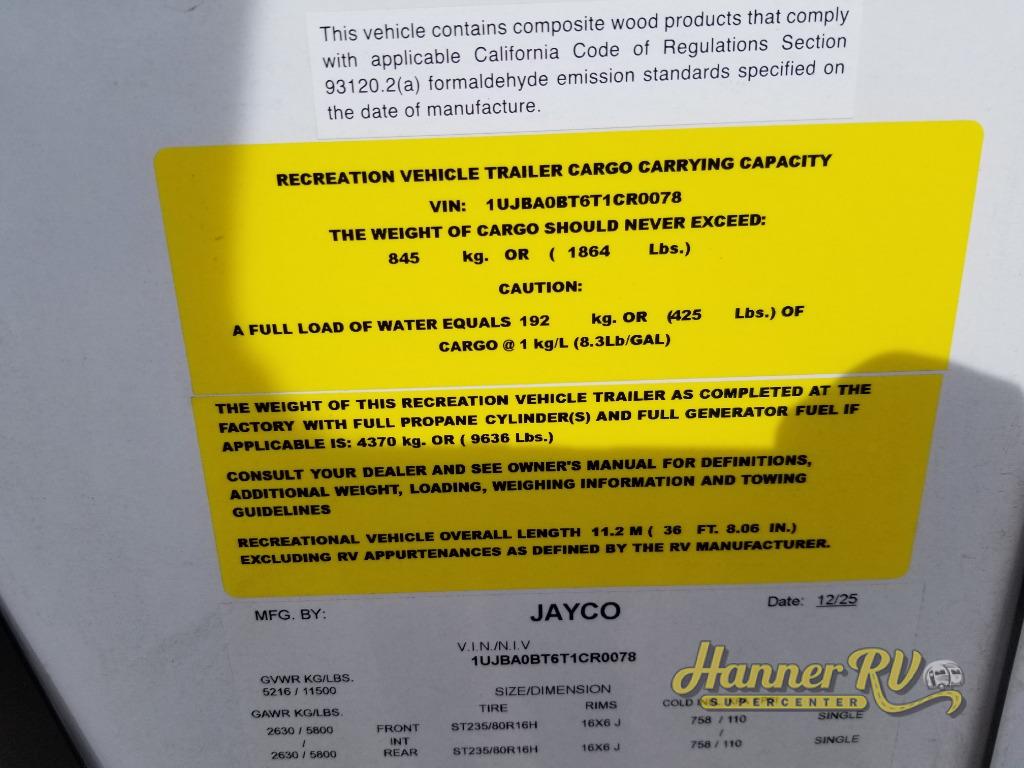 This vehicle contains composite wood products that comply
with applicable California Code of Regulations Section
93120.2(a) formaldehyde emission standards specified on
the date of manufacture.
RECREATION VEHICLE TRAILER CARGO CARRYING CAPACITY
VIN: 1UJBA0BT6T1CR0078
THE WEIGHT OF CARGO SHOULD NEVER EXCEED:
845 kg. OR ( 1864 Lbs.)
CAUTION:
A FULL LOAD OF WATER EQUALS 192 kg. OR (425 Lbs.) OF
CARGO @ 1 kg/L (8.3Lb/GAL)
THE WEIGHT OF THIS RECREATION VEHICLE TRAILER AS COMPLETED AT THE
FACTORY WITH FULL PROPANE CYLINDER(S) AND FULL GENERATOR FUEL IF
APPLICABLE IS: 4370 kg. OR ( 9636 Lbs.)
CONSULT YOUR DEALER AND SEE OWNER'S MANUAL FOR DEFINITIONS,
ADDITIONAL WEIGHT, LOADING, WEIGHING INFORMATION AND TOWING
GUIDELINES
RECREATIONAL VEHICLE OVERALL LENGTH 11.2 M ( 36 FT. 8.06 IN.)
EXCLUDING RV APPURTENANCES AS DEFINED BY THE RV MANUFACTURER.
MFG. BY: JAYCO Date: 12/25
V.I.N./N.I.V
1UJBA0BT6T1CR0078
GVWR KG/LBS.
5216 / 11500
SIZE/DIMENSION
GAWR KG/LBS. TIRE RIMS COLD
2630 / 5800 FRONT ST235/80R16H 16X6 J 758 / 110 SINGLE
/ INT /
2630 / 5800 REAR ST235/80R16H 16X6 J 758 / 110 SINGLE
Hanner RV
SUPERCENTER